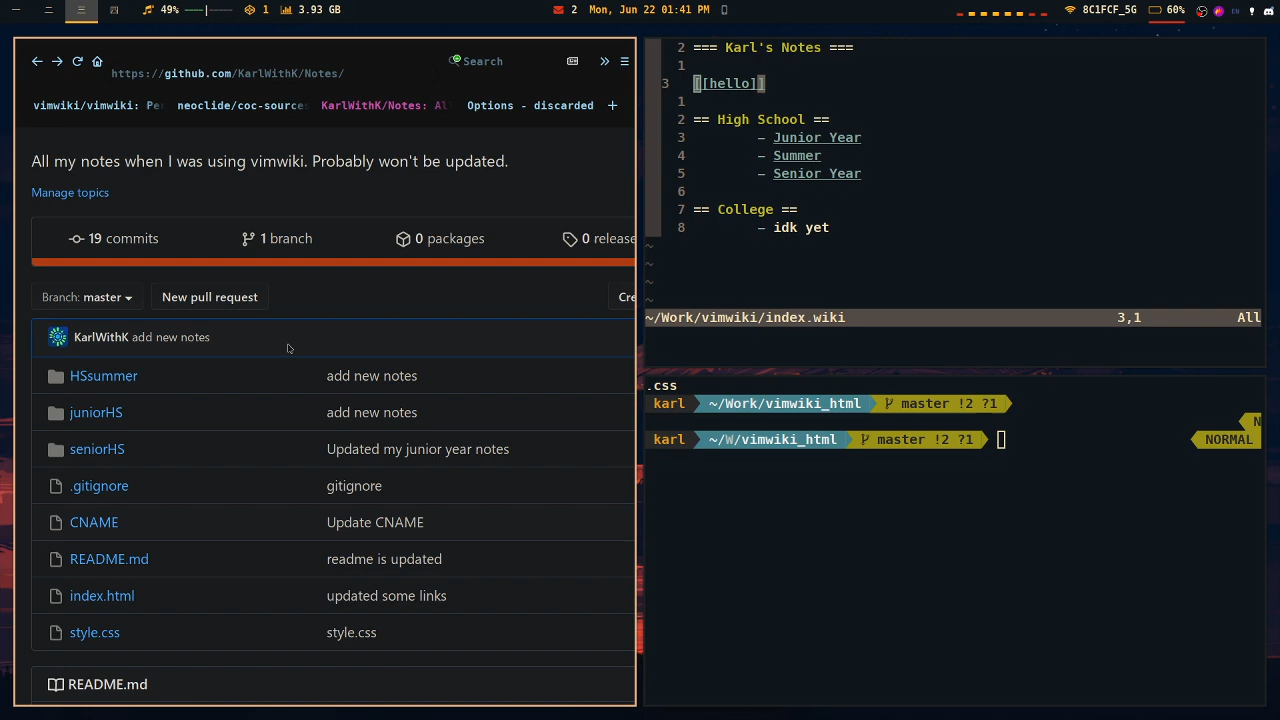 一 二 三 四 49% 1 3.93 GB 2 Mon, Jun 22 01:41 PM 8C1FCF_5G 60% EN
https://github.com/KarlWithK/Notes/ Search
vimwiki/vimwiki: Pe neoclide/coc-sources KarlWithK/Notes: Al Options - discarded +
All my notes when I was using vimwiki. Probably won't be updated.
Manage topics
19 commits 1 branch 0 packages 0 release
Branch: master New pull request Cre
KarlWithK add new notes
HSsummer add new notes
juniorHS add new notes
seniorHS Updated my junior year notes
.gitignore gitignore
CNAME Update CNAME
README.md readme is updated
index.html updated some links
style.css style.css
README.md
2 === Karl's Notes ===
1
3 [[hello]]
1
2 == High School ==
3 - Junior Year
4 - Summer
5 - Senior Year
6
7 == College ==
8 - idk yet
~
~
~
~
~/Work/vimwiki/index.wiki 3,1 All
.css
karl ~/Work/vimwiki_html master !2 ?1
N
karl ~/W/vimwiki_html master !2 ?1 NORMAL